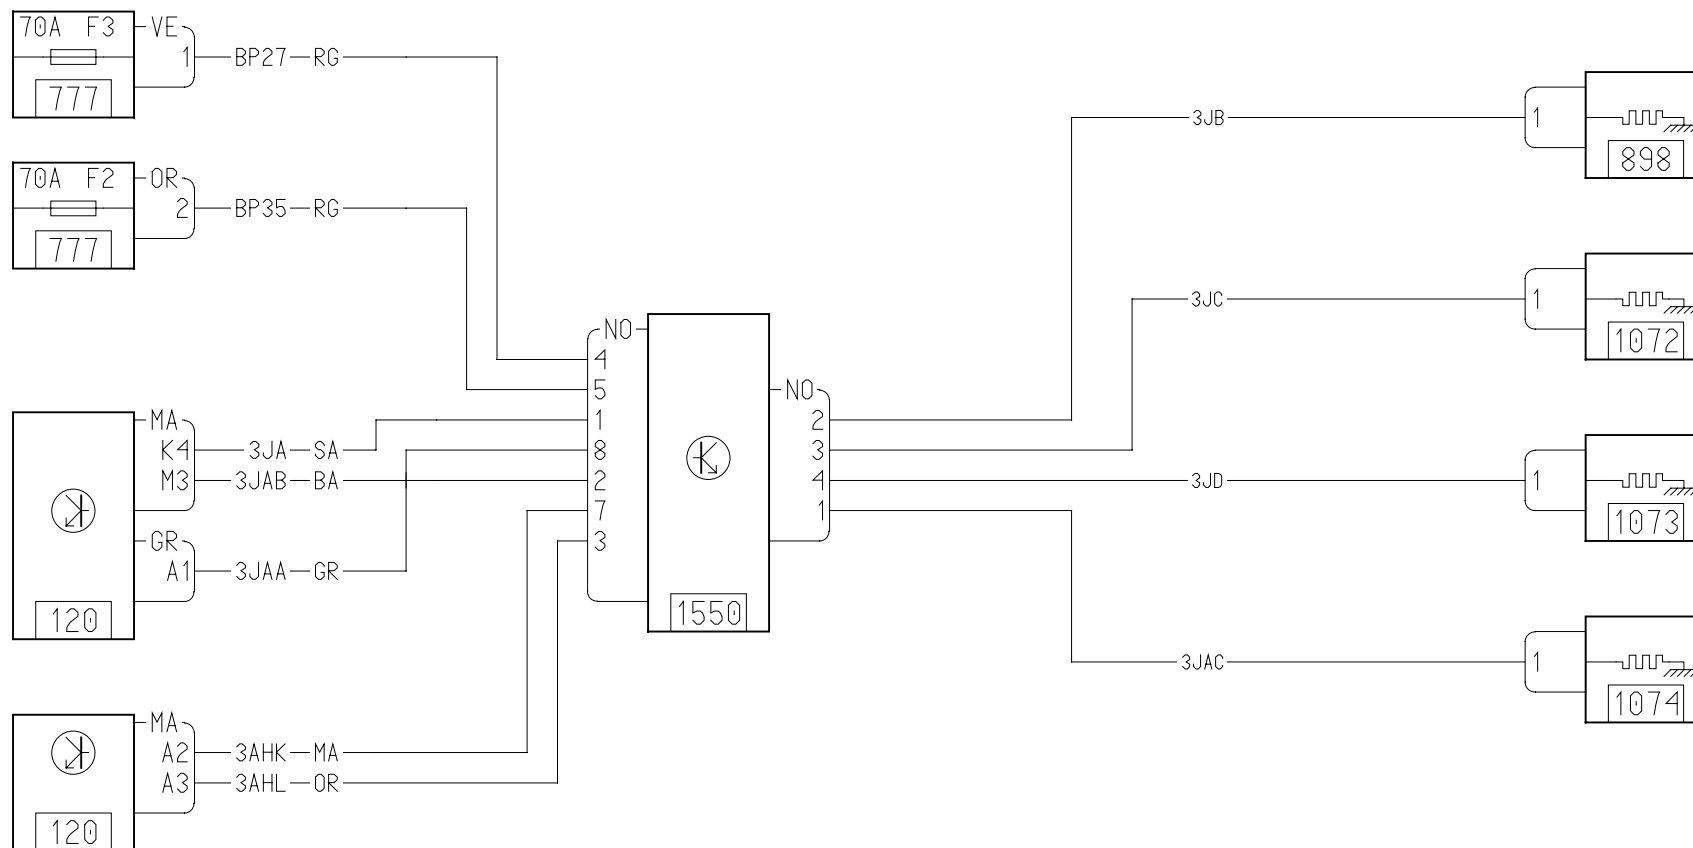 70A F3 VE
1 BP27 RG
777
70A F2 OR
2 BP35 RG
777
MA
K4 3JA SA
M3 3JAB BA
GR
A1 3JAA GR
120
MA
A2 3AHK MA
A3 3AHL OR
120
NO
4
5
1
8
2
7
3
1550
NO
2
3
4
1
3JB 1
898
3JC 1
1072
3JD 1
1073
3JAC 1
1074